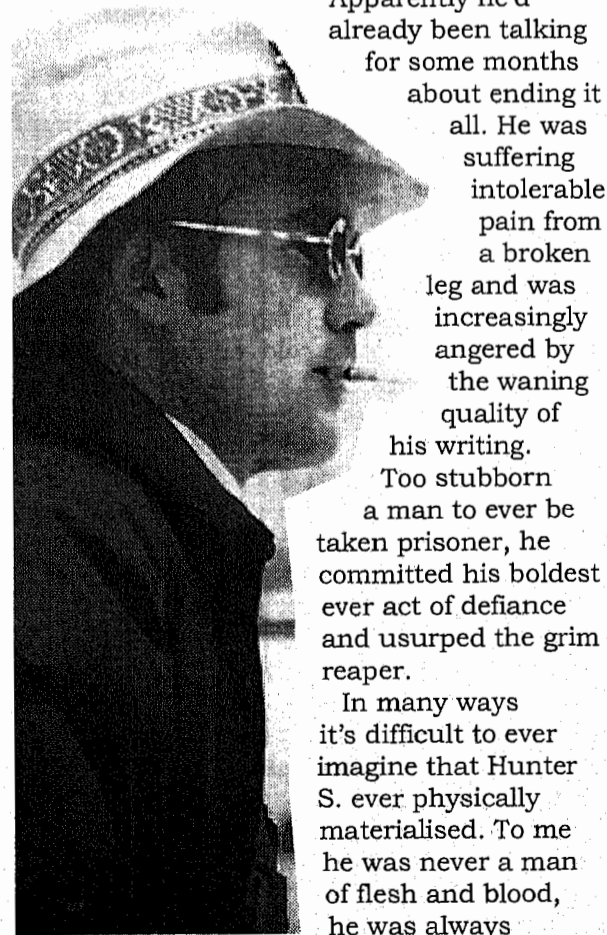 Apparently he'd
already been talking
for some months
about ending it
all. He was
suffering
intolerable
pain from
a broken
leg and was
increasingly
angered by
the waning
quality of
his writing.
Too stubborn
a man to ever be
taken prisoner, he
committed his boldest
ever act of defiance
and usurped the grim
reaper.
In many ways
it's difficult to ever
imagine that Hunter
S. ever physically
materialised. To me
he was never a man
of flesh and blood,
he was always